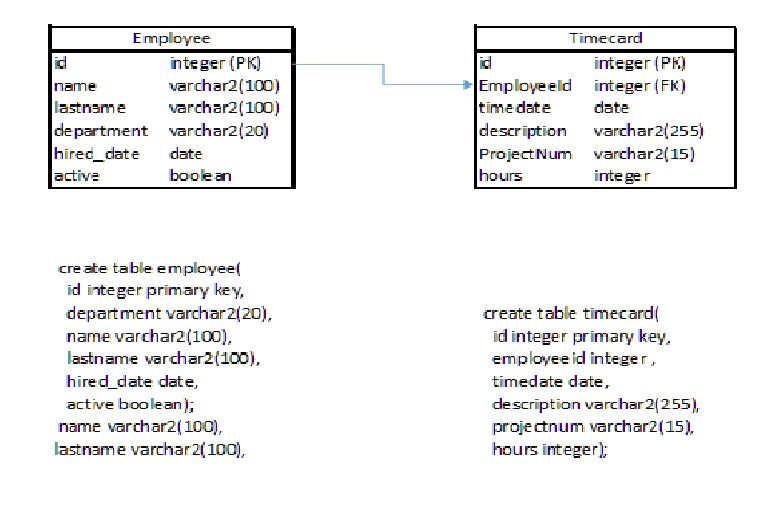 Employee
id integer (PK)
name varchar2(100)
lastname varchar2(100)
department varchar2(20)
hired_date date
active boolean
Timecard
id integer (PK)
EmployeeId integer (FK)
timedate date
description varchar2(255)
ProjectNum varchar2(15)
hours integer
create table employee(
id integer primary key,
department varchar2(20),
name varchar2(100),
lastname varchar2(100),
hired_date date,
active boolean);
name varchar2(100),
lastname varchar2(100),
create table timecard(
id integer primary key,
employeeid integer ,
timedate date,
description varchar2(255),
projectnum varchar2(15),
hours integer);